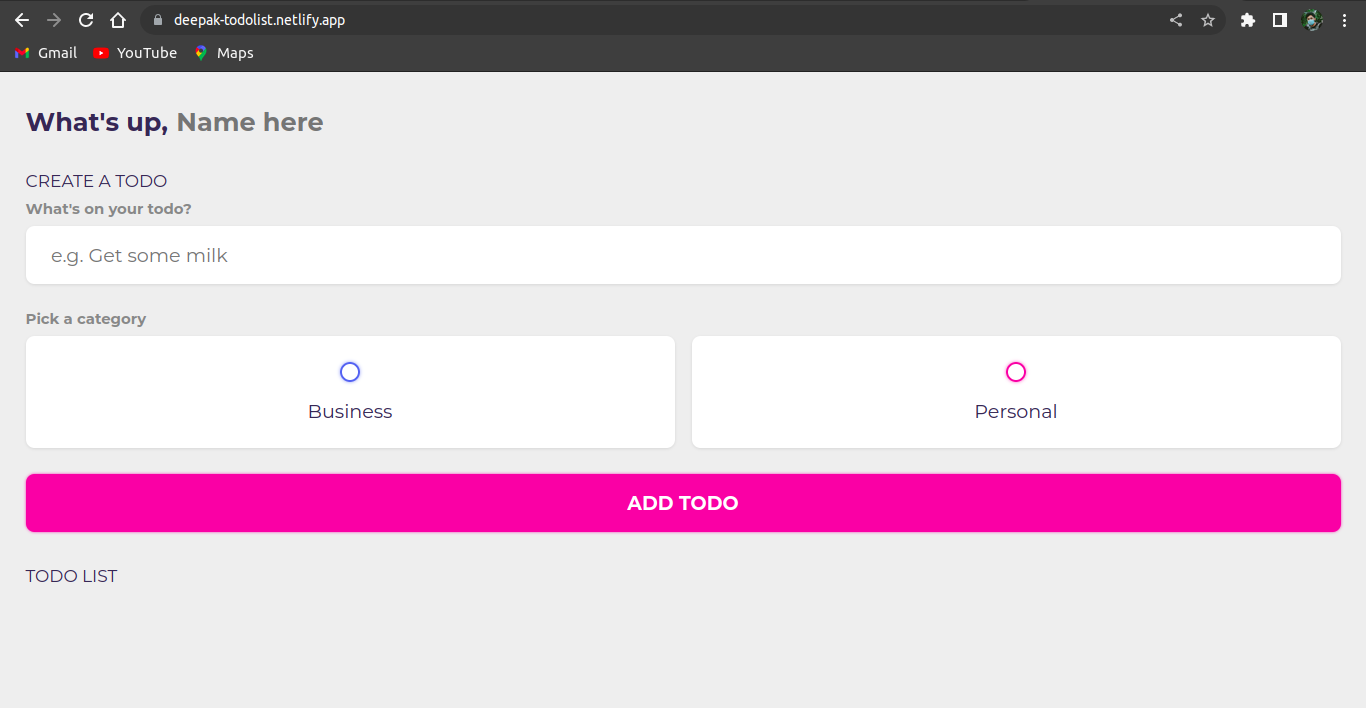 deepak-todolist.netlify.app
Gmail YouTube Maps
What's up, Name here
CREATE A TODO
What's on your todo?
e.g. Get some milk
Pick a category
Business Personal
ADD TODO
TODO LIST